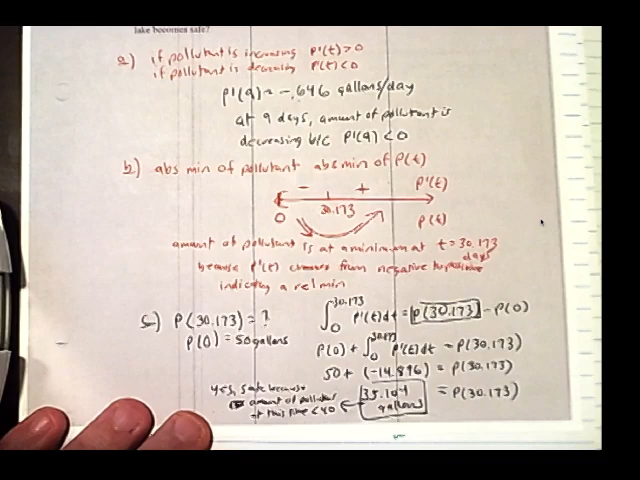 lake becomes safe?
a) if pollutant is increasing P'(t) > 0
if pollutant is decreasing P'(t) < 0
P'(9) = -.646 gallons/day
at 9 days, amount of pollutant is
decreasing b/c P'(9) < 0
b) abs min of pollutant abs min of P(t)
- + P'(t)
0 30.173 P(t)
amount of pollutant is at a minimum at t = 30.173
days
because P'(t) changes from negative to positive
indicating a rel min
c) P(30.173) = ?
P(0) = 50 gallons
∫₀^30.173 P'(t)dt = P(30.173) - P(0)
P(0) + ∫₀^30.173 P'(t)dt = P(30.173)
50 + (-14.896) = P(30.173)
35.104 gallons = P(30.173)
yes, safe because
amount of pollutant
at this time < 40